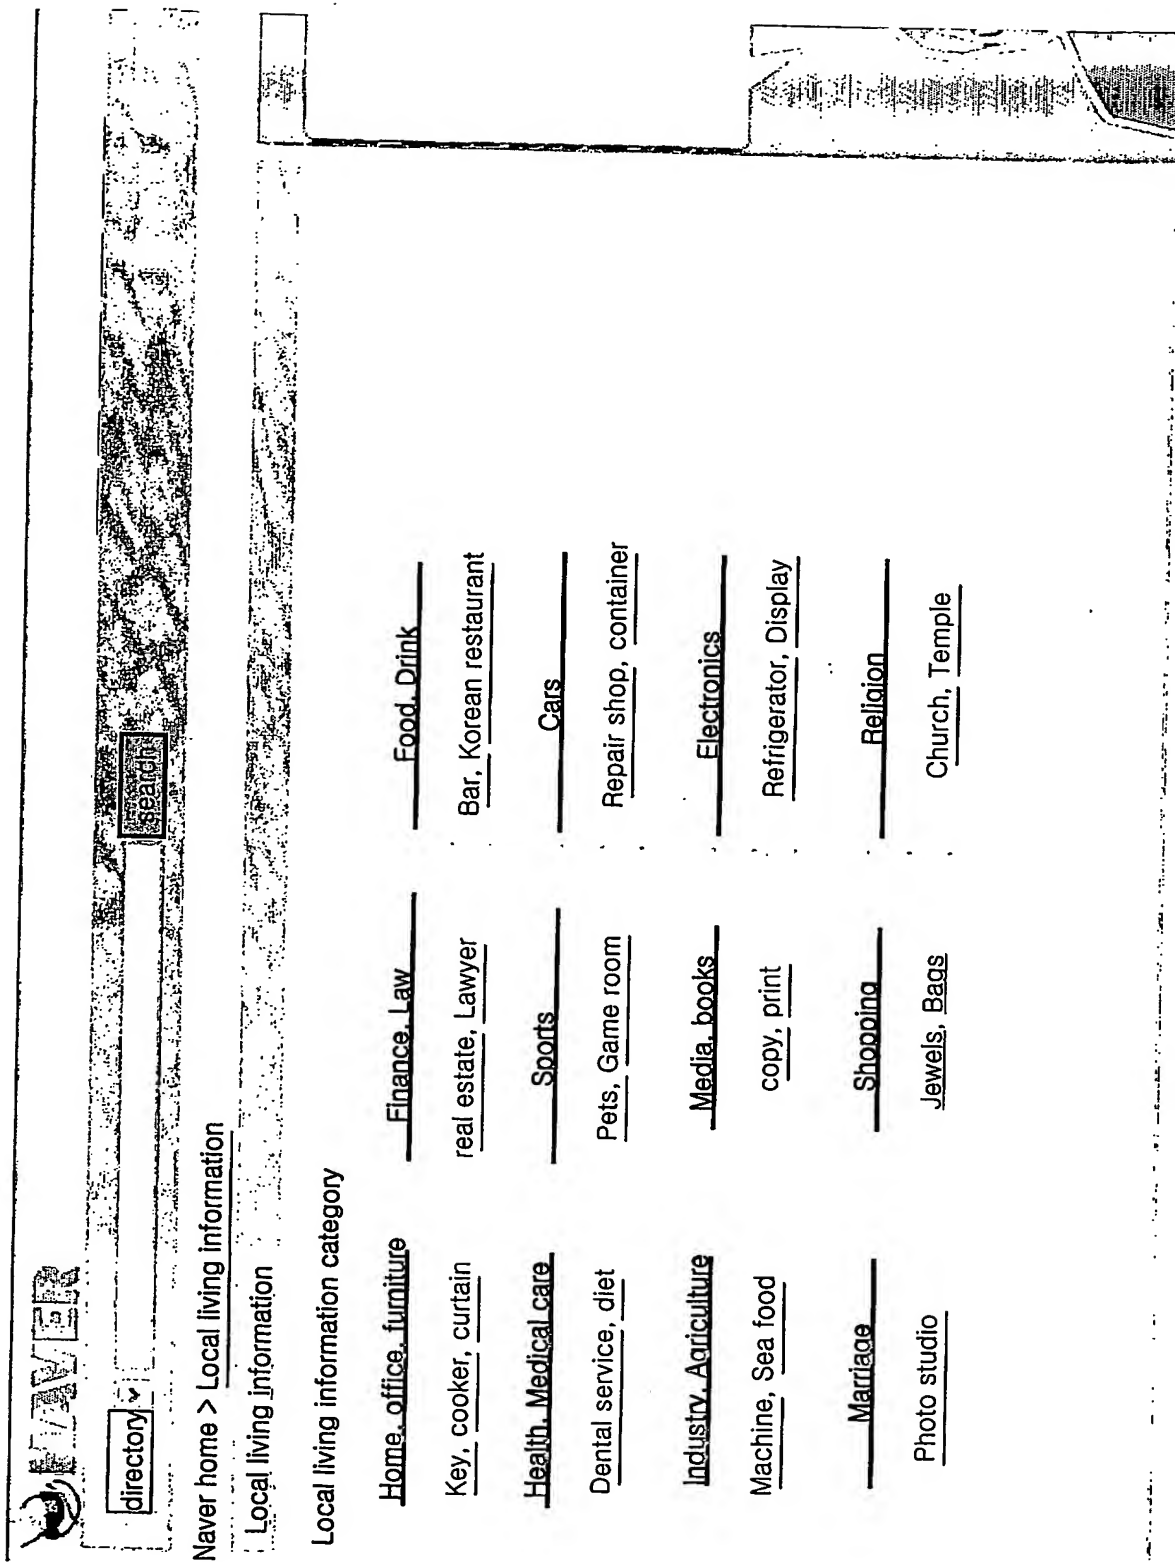 NAVER
directory search
Naver home > Local living information
Local living information
Local living information category
Home, office, furniture Finance, Law Food, Drink
Key, cooker, curtain real estate, Lawyer Bar, Korean restaurant
Health, Medical care Sports Cars
Dental service, diet Pets, Game room Repair shop, container
Industry, Agriculture Media, books Electronics
Machine, Sea food copy, print Refrigerator, Display
Marriage Shopping Religion
Photo studio Jewels, Bags Church, Temple